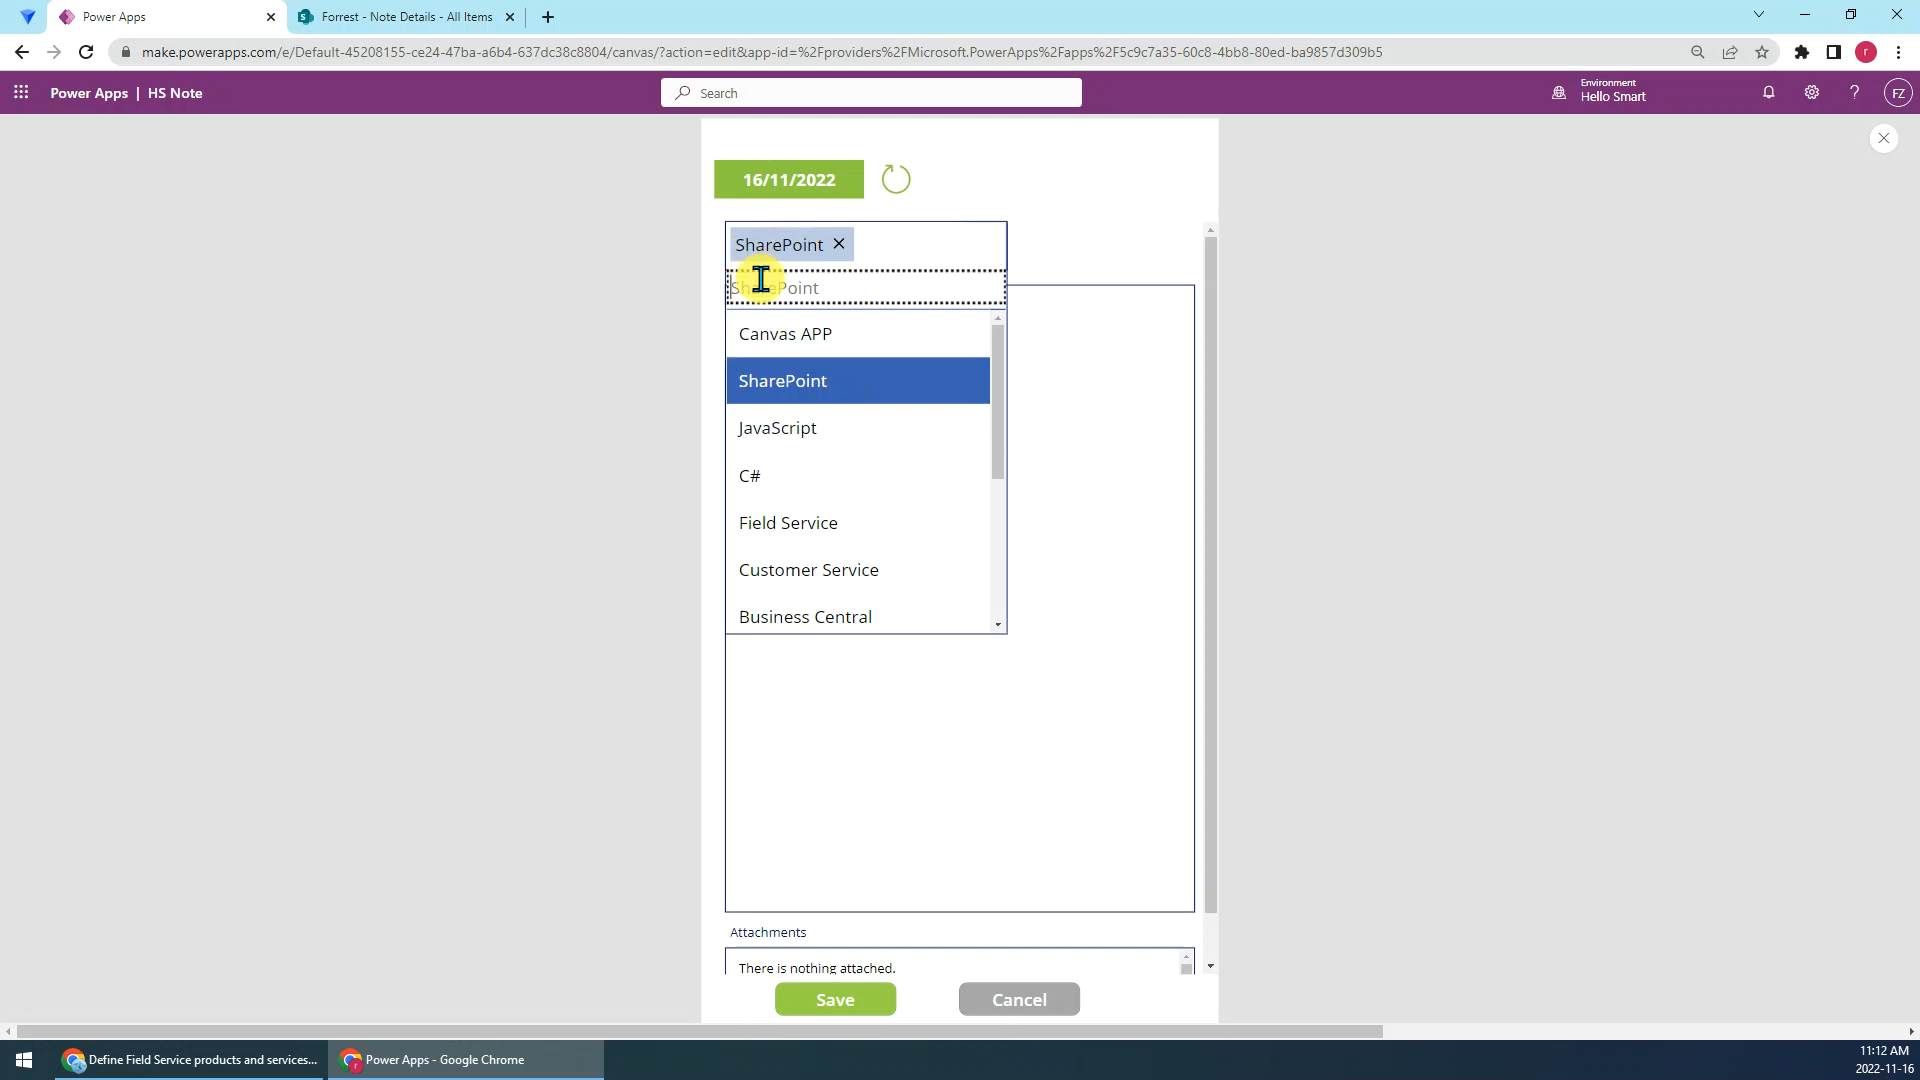 Power Apps
Forrest - Note Details - All Items
make.powerapps.com/e/Default-45208155-ce24-47ba-a6b4-637dc38c8804/canvas/?action=edit&app-id=%2Fproviders%2FMicrosoft.PowerApps%2Fapps%2F5c9c7a35-60c8-4bb8-80ed-ba9857d309b5
r
Power Apps | HS Note
Search
Environment
Hello Smart
FZ
16/11/2022
SharePoint
SharePoint
Canvas APP
SharePoint
JavaScript
C#
Field Service
Customer Service
Business Central
Attachments
There is nothing attached.
Save
Cancel
Define Field Service products and services...
Power Apps - Google Chrome
11:12 AM
2022-11-16